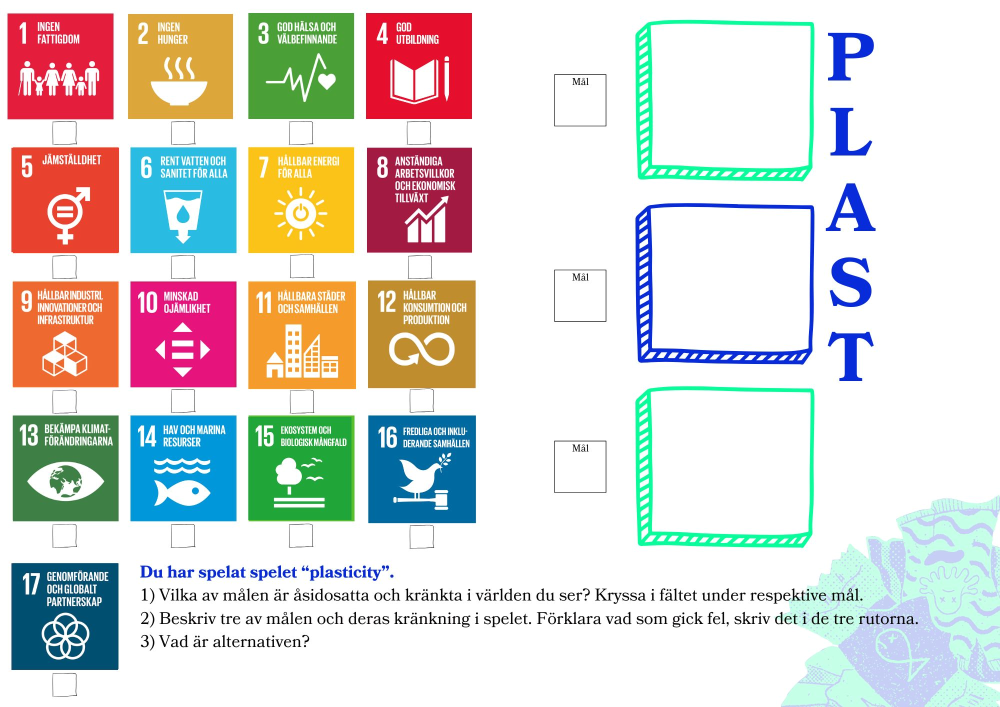 1 INGEN
FATTIGDOM
2 INGEN
HUNGER
3 GOD HÄLSA OCH
VÄLBEFINNANDE
4 GOD
UTBILDNING
5 JÄMSTÄLLDHET
6 RENT VATTEN OCH
SANITET FÖR ALLA
7 HÅLLBAR ENERGI
FÖR ALLA
8 ANSTÄNDIGA
ARBETSVILLKOR
OCH EKONOMISK
TILLVÄXT
9 HÅLLBAR INDUSTRI,
INNOVATIONER OCH
INFRASTRUKTUR
10 MINSKAD
OJÄMLIKHET
11 HÅLLBARA STÄDER
OCH SAMHÄLLEN
12 HÅLLBAR
KONSUMTION OCH
PRODUKTION
13 BEKÄMPA KLIMAT-
FÖRÄNDRINGARNA
14 HAV OCH MARINA
RESURSER
15 EKOSYSTEM OCH
BIOLOGISK MÅNGFALD
16 FREDLIGA OCH INKLU-
DERANDE SAMHÄLLEN
17 GENOMFÖRANDE
OCH GLOBALT
PARTNERSKAP
Mål
Mål
Mål
P
L
A
S
T
Du har spelat spelet “plasticity”.
1) Vilka av målen är åsidosatta och kränkta i världen du ser? Kryssa i fältet under respektive mål.
2) Beskriv tre av målen och deras kränkning i spelet. Förklara vad som gick fel, skriv det i de tre rutorna.
3) Vad är alternativen?